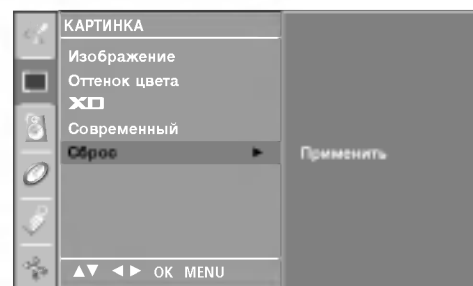 КАРТИНКА
Изображение
Оттенок цвета
XD
Современный
Сброс ► Применить
▲▼ ◄► OK MENU